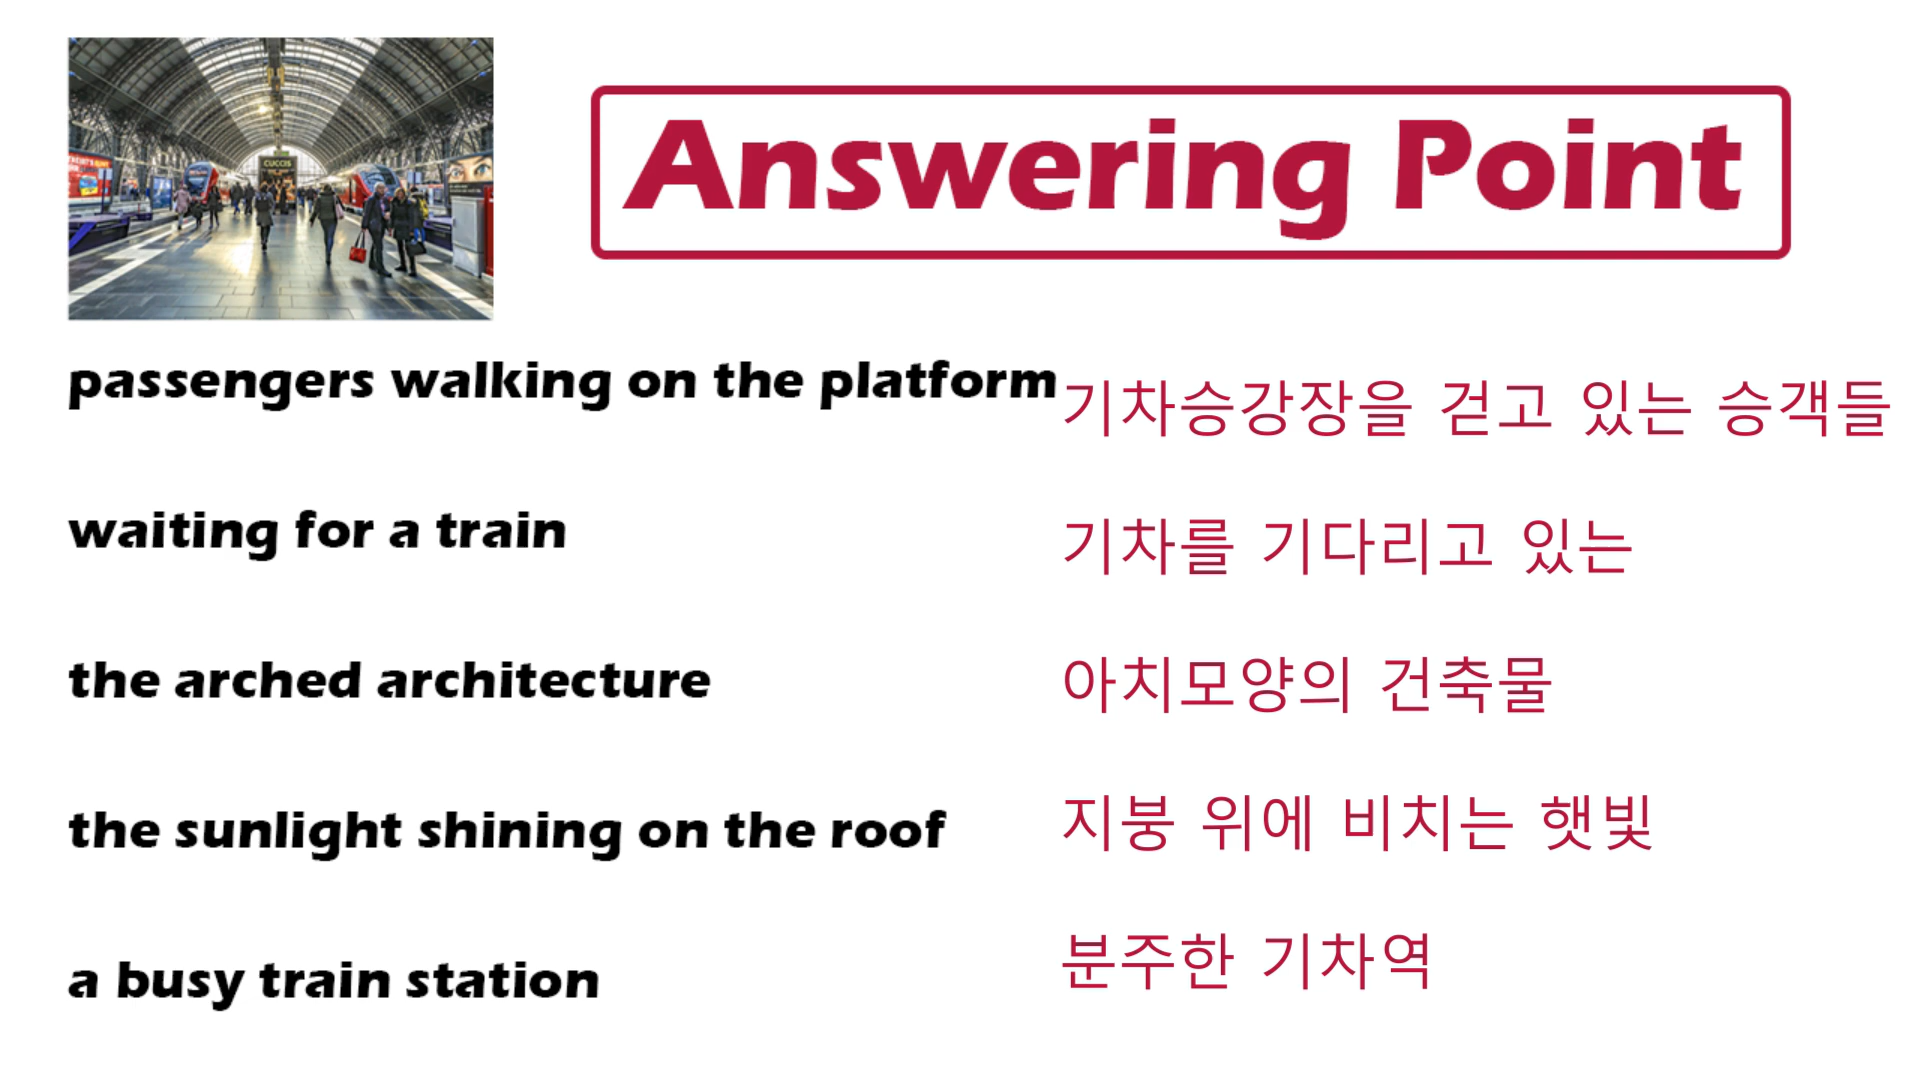 CUCCIS
Answering Point
passengers walking on the platform 기차승강장을 걷고 있는 승객들
waiting for a train 기차를 기다리고 있는
the arched architecture 아치모양의 건축물
the sunlight shining on the roof 지붕 위에 비치는 햇빛
a busy train station 분주한 기차역